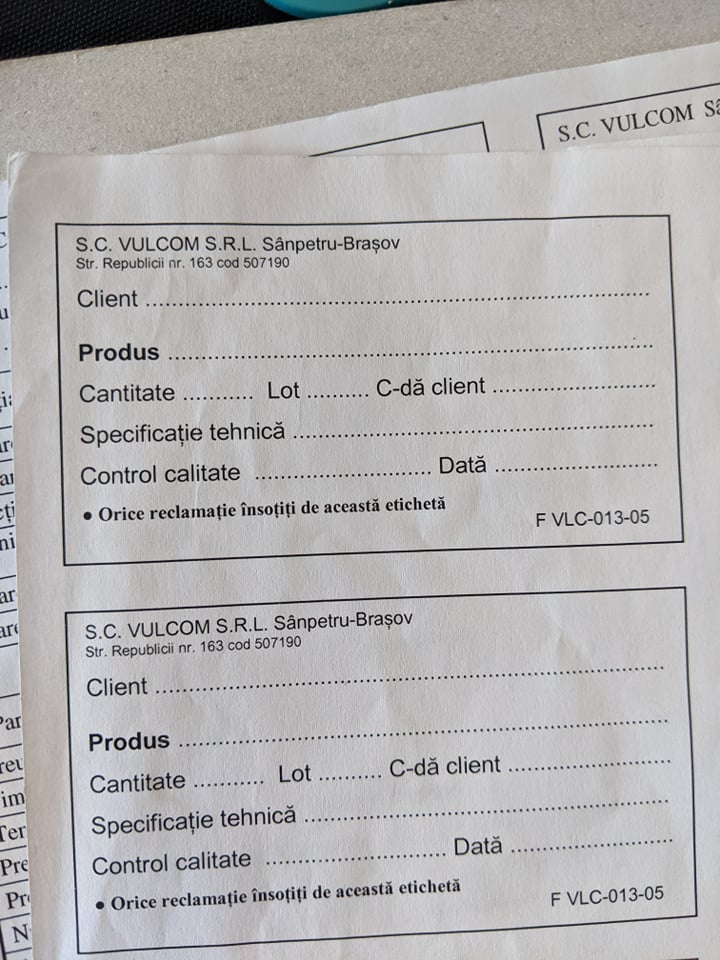 S.C. VULCOM Sâ
S.C. VULCOM S.R.L. Sânpetru-Brașov
Str. Republicii nr. 163 cod 507190
Client ................................................................
Produs ................................................................
Cantitate ........... Lot .......... C-dă client .........................
Specificație tehnică ................................................
Control calitate ............................ Dată .........................
• Orice reclamație însoțiți de această etichetă
F VLC-013-05
S.C. VULCOM S.R.L. Sânpetru-Brașov
Str. Republicii nr. 163 cod 507190
Client ................................................................
Produs ................................................................
Cantitate ........... Lot .......... C-dă client .........................
Specificație tehnică ................................................
Control calitate ............................ Dată .........................
• Orice reclamație însoțiți de această etichetă
F VLC-013-05